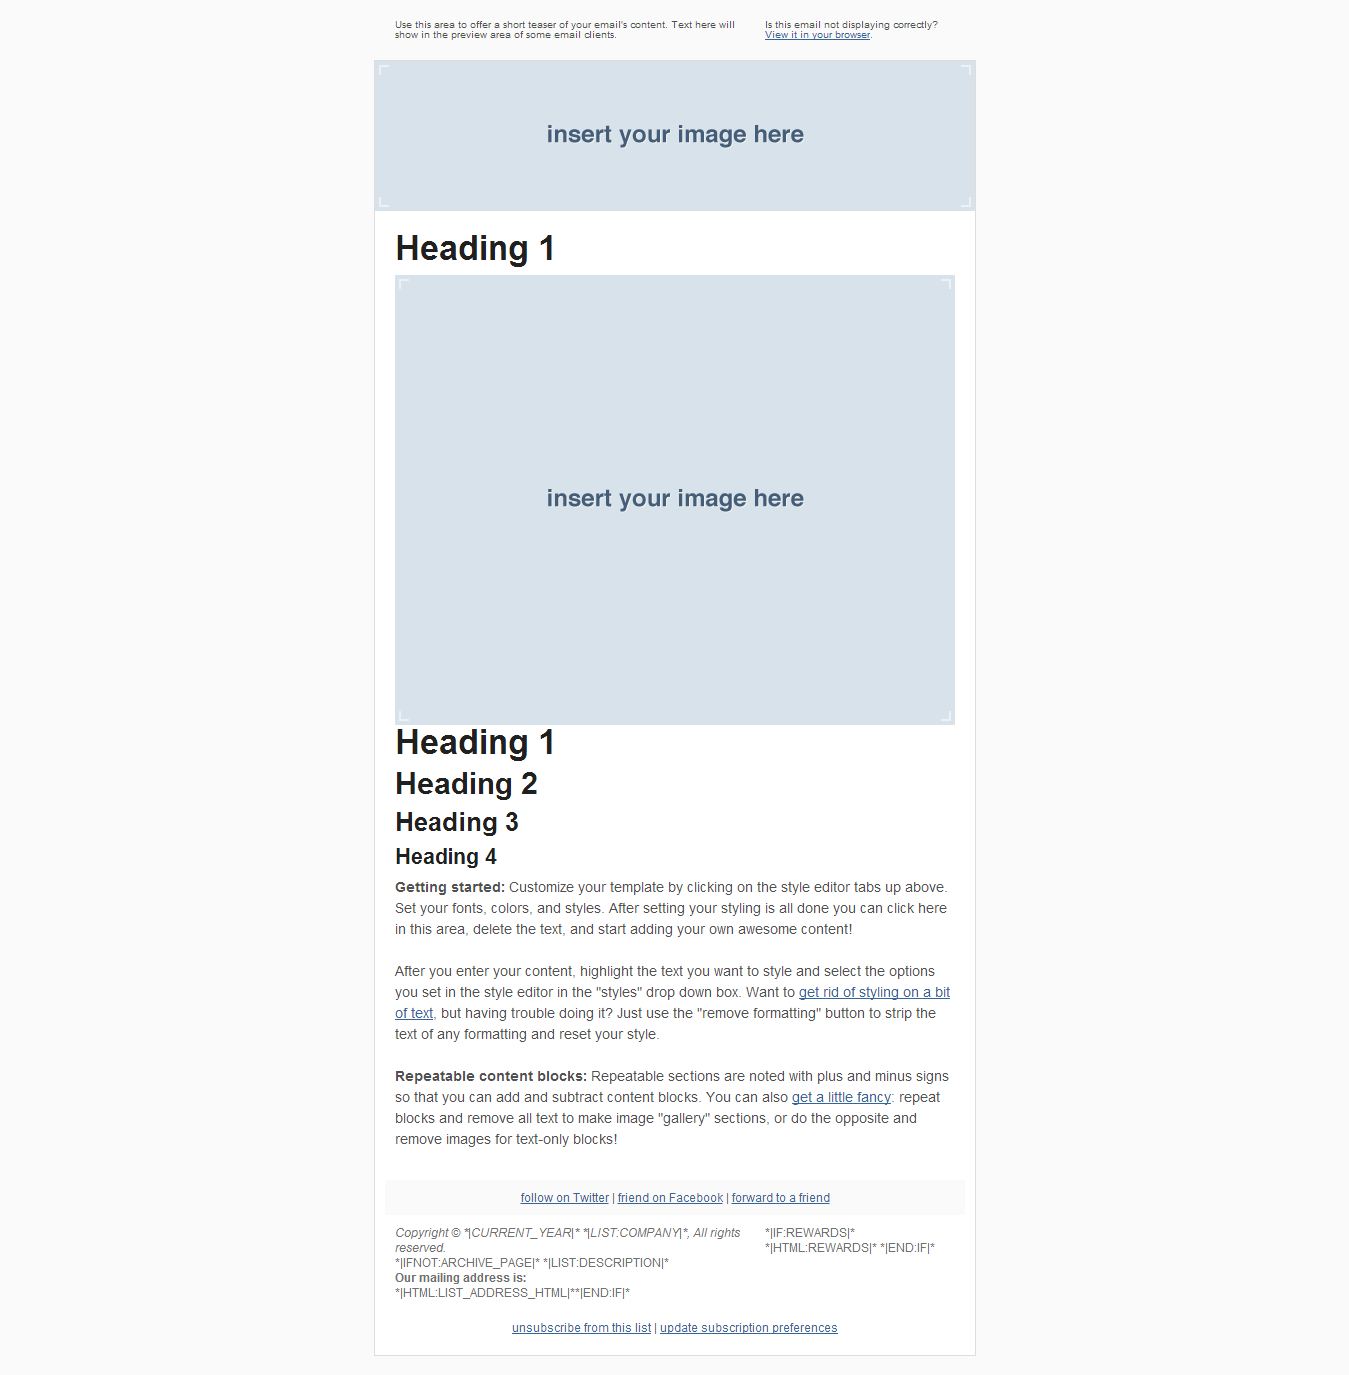 Use this area to offer a short teaser of your email's content. Text here will
show in the preview area of some email clients.
Is this email not displaying correctly?
View it in your browser.
insert your image here
Heading 1
insert your image here
Heading 1
Heading 2
Heading 3
Heading 4
Getting started: Customize your template by clicking on the style editor tabs up above.
Set your fonts, colors, and styles. After setting your styling is all done you can click here
in this area, delete the text, and start adding your own awesome content!
After you enter your content, highlight the text you want to style and select the options
you set in the style editor in the "styles" drop down box. Want to get rid of styling on a bit
of text, but having trouble doing it? Just use the "remove formatting" button to strip the
text of any formatting and reset your style.
Repeatable content blocks: Repeatable sections are noted with plus and minus signs
so that you can add and subtract content blocks. You can also get a little fancy: repeat
blocks and remove all text to make image "gallery" sections, or do the opposite and
remove images for text-only blocks!
follow on Twitter | friend on Facebook | forward to a friend
Copyright © *|CURRENT_YEAR|* *|LIST:COMPANY|*, All rights
reserved.
*|IFNOT:ARCHIVE_PAGE|* *|LIST:DESCRIPTION|*
Our mailing address is:
*|HTML:LIST_ADDRESS_HTML|**|END:IF|*
*|IF:REWARDS|*
*|HTML:REWARDS|* *|END:IF|*
unsubscribe from this list | update subscription preferences